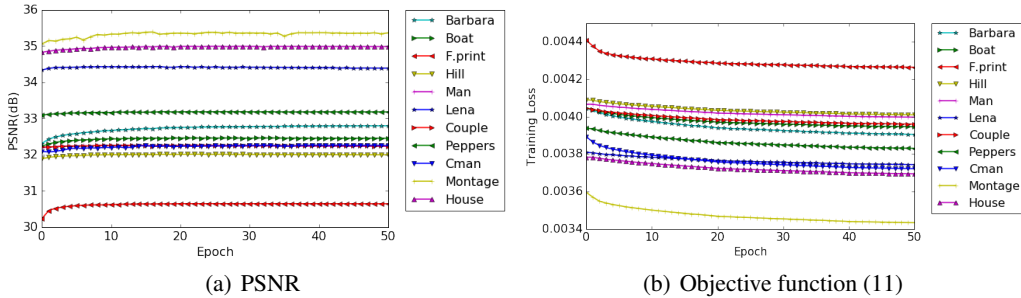 36
35
34
33
32
31
30
PSNR(dB)
0
10
20
30
40
50
Epoch
Barbara
Boat
F.print
Hill
Man
Lena
Couple
Peppers
Cman
Montage
House
(a) PSNR
0.0044
0.0042
0.0040
0.0038
0.0036
0.0034
Training Loss
0
10
20
30
40
50
Epoch
Barbara
Boat
F.print
Hill
Man
Lena
Couple
Peppers
Cman
Montage
House
(b) Objective function (11)